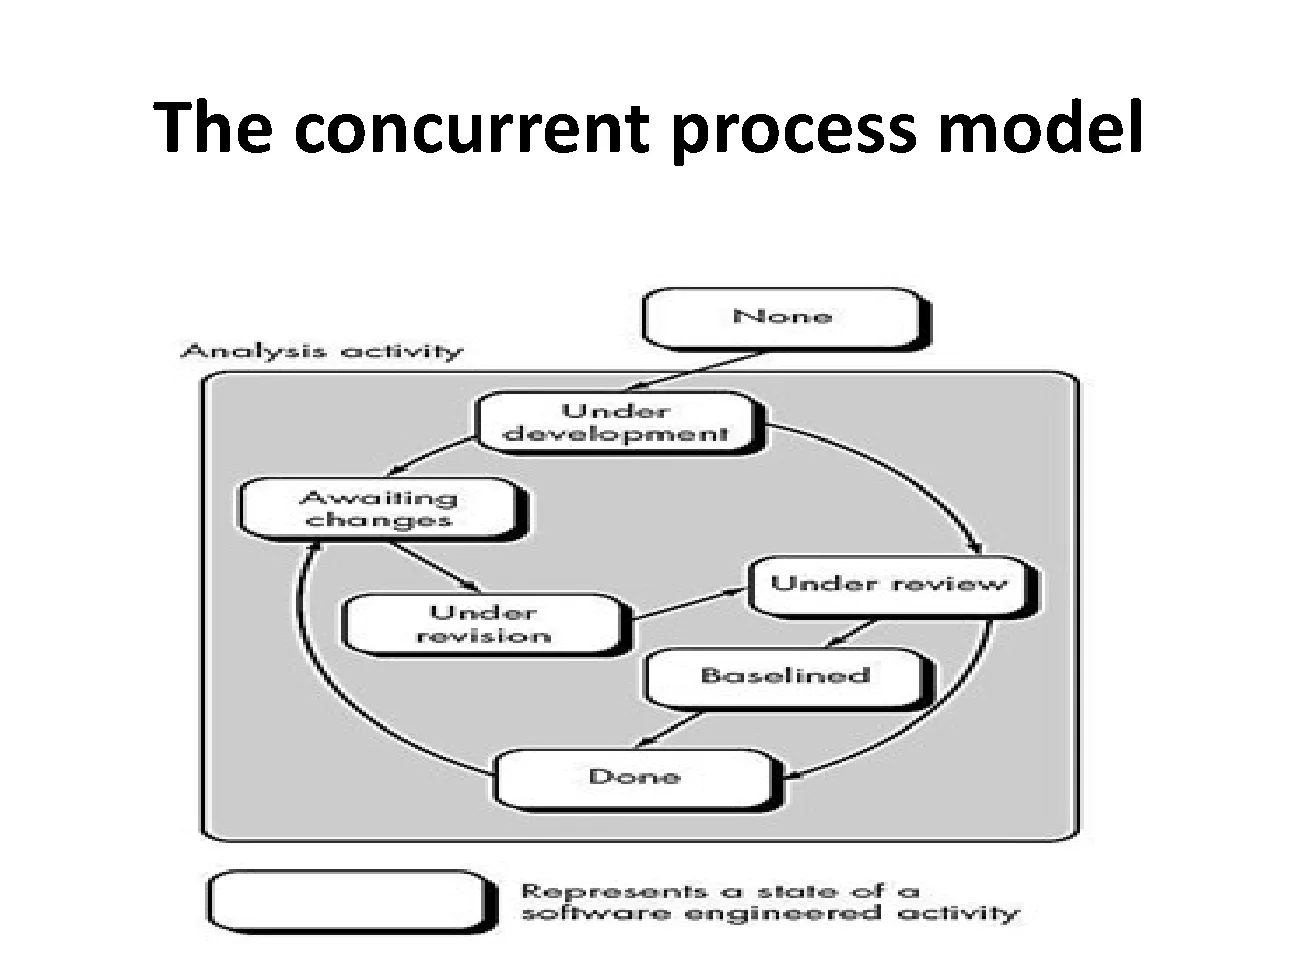 The concurrent process model
None
Analysis activity
Under
development
Awaiting
changes
Under review
Under
revision
Baselined
Done
Represents a state of a
software engineered activity